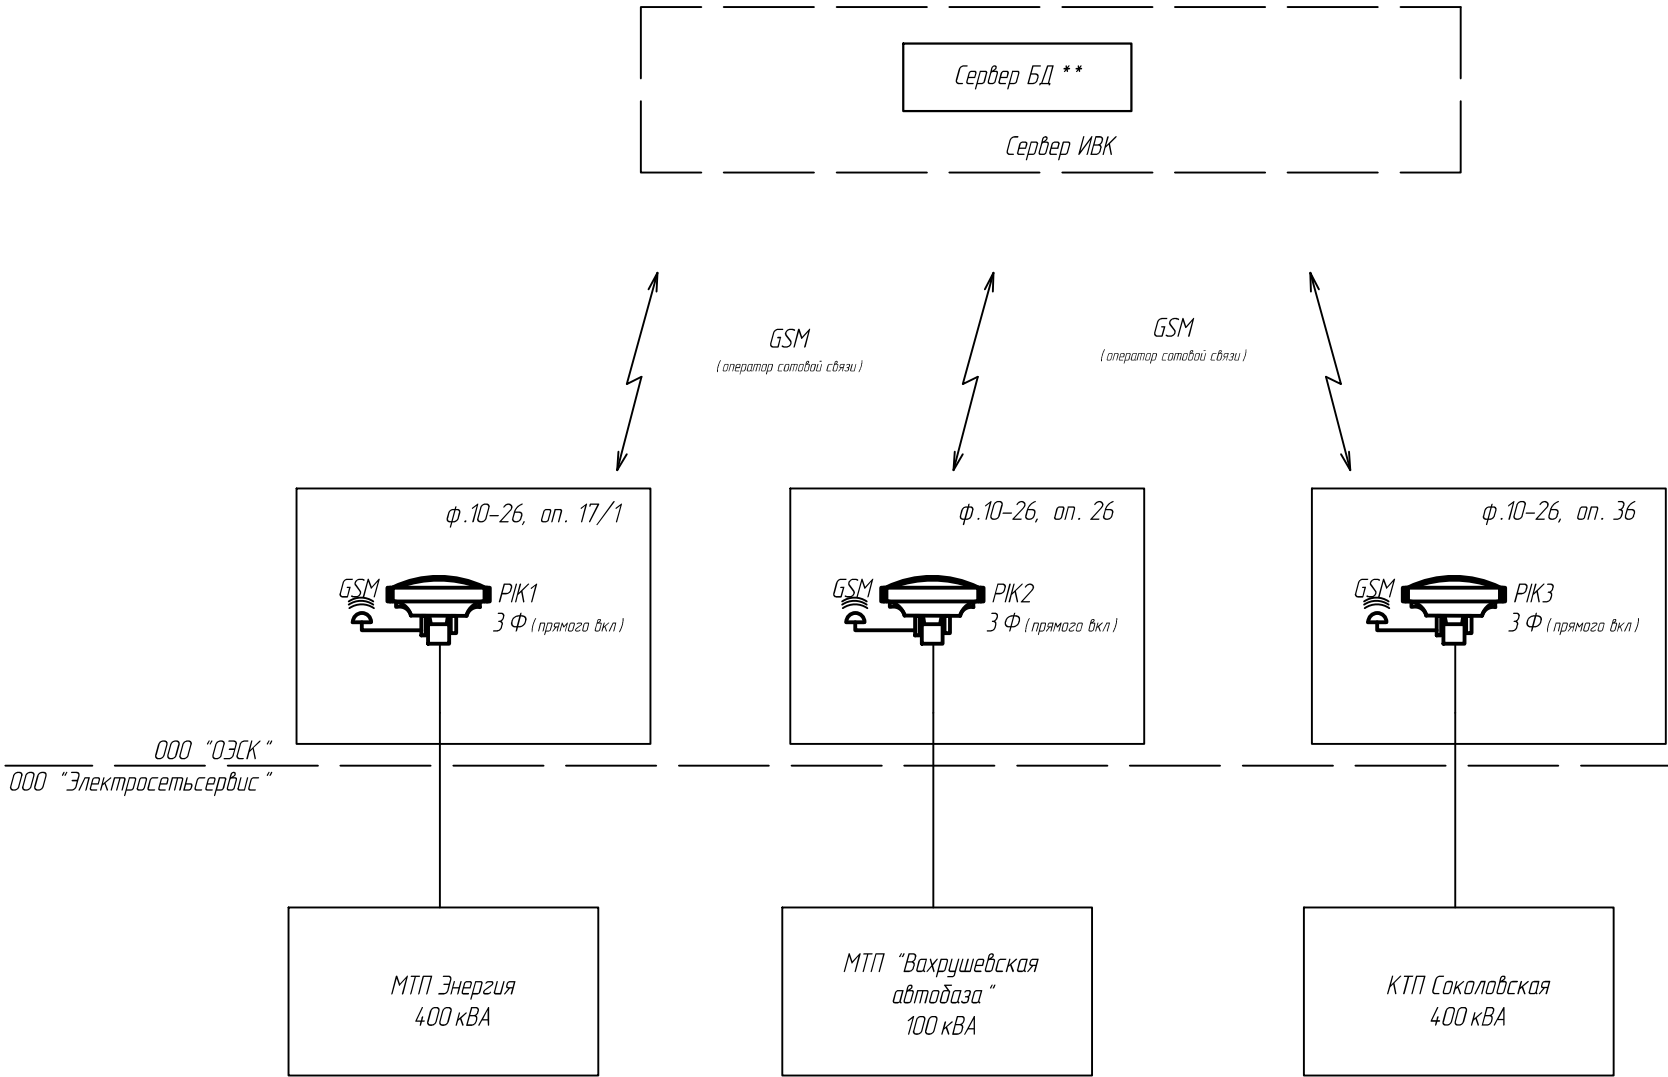 Сервер БД **
Сервер ИВК
GSM
(оператор сотовой связи)
GSM
(оператор сотовой связи)
ф.10-26, оп. 17/1
GSM
PIK1
3 Ф (прямого вкл)
ф.10-26, оп. 26
GSM
PIK2
3 Ф (прямого вкл)
ф.10-26, оп. 36
GSM
PIK3
3 Ф (прямого вкл)
ООО "ОЭСК"
ООО "Электросетьсервис"
МТП Энергия
400 кВА
МТП "Вахрушевская
автобаза"
100 кВА
КТП Соколовская
400 кВА